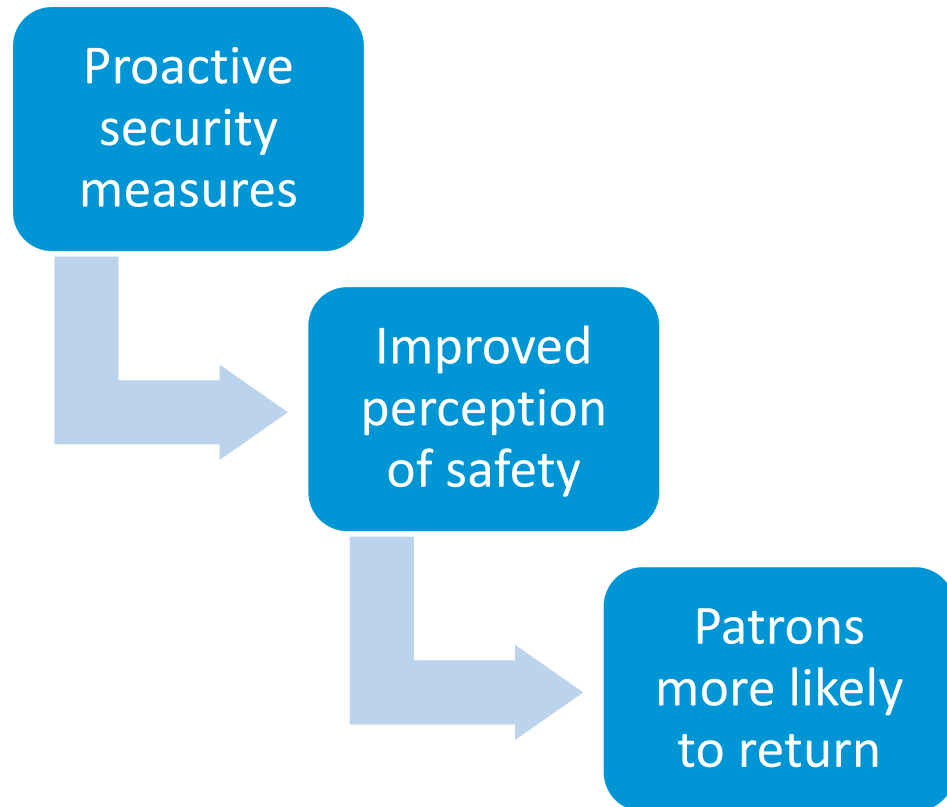 Proactive
security
measures
Improved
perception
of safety
Patrons
more likely
to return